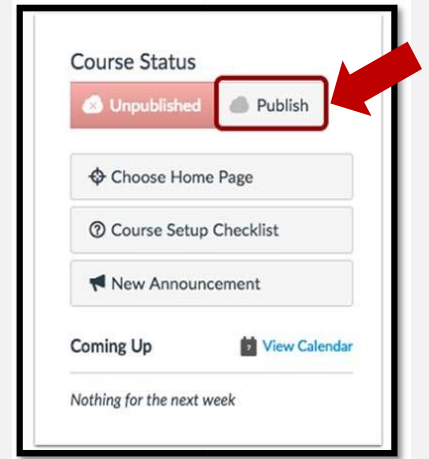 Course Status
Unpublished Publish
Choose Home Page
Course Setup Checklist
New Announcement
Coming Up View Calendar
Nothing for the next week